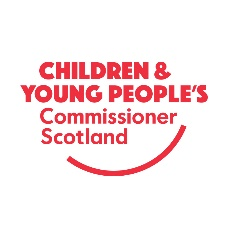 CHILDREN &
YOUNG PEOPLE'S
Commissioner
Scotland